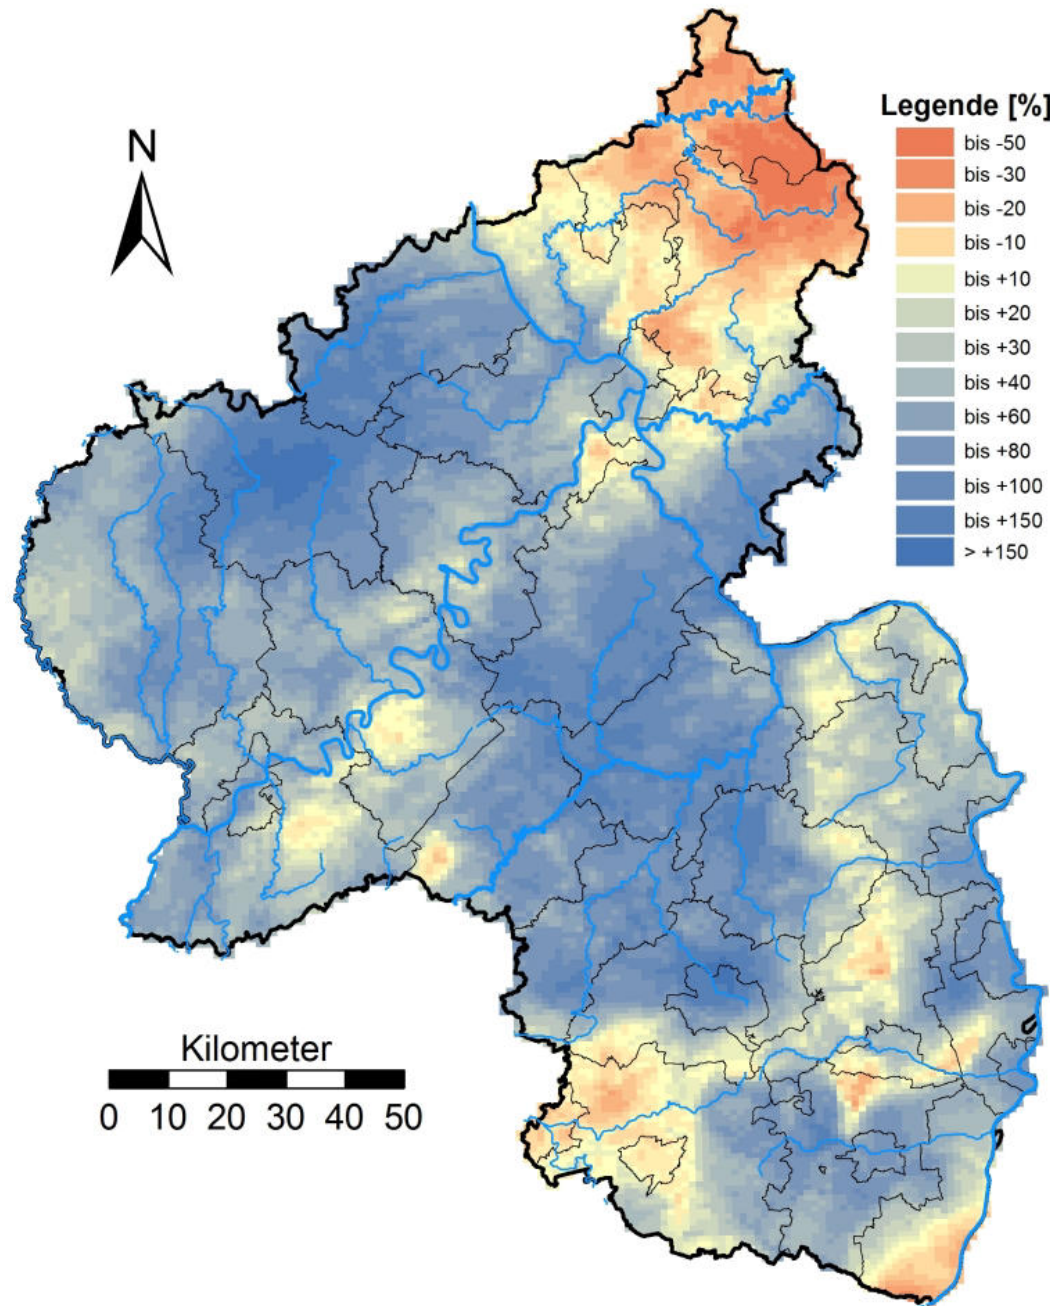 Legende [%]
bis -50
bis -30
bis -20
bis -10
bis +10
bis +20
bis +30
bis +40
bis +60
bis +80
bis +100
bis +150
> +150
N
Kilometer
0 10 20 30 40 50